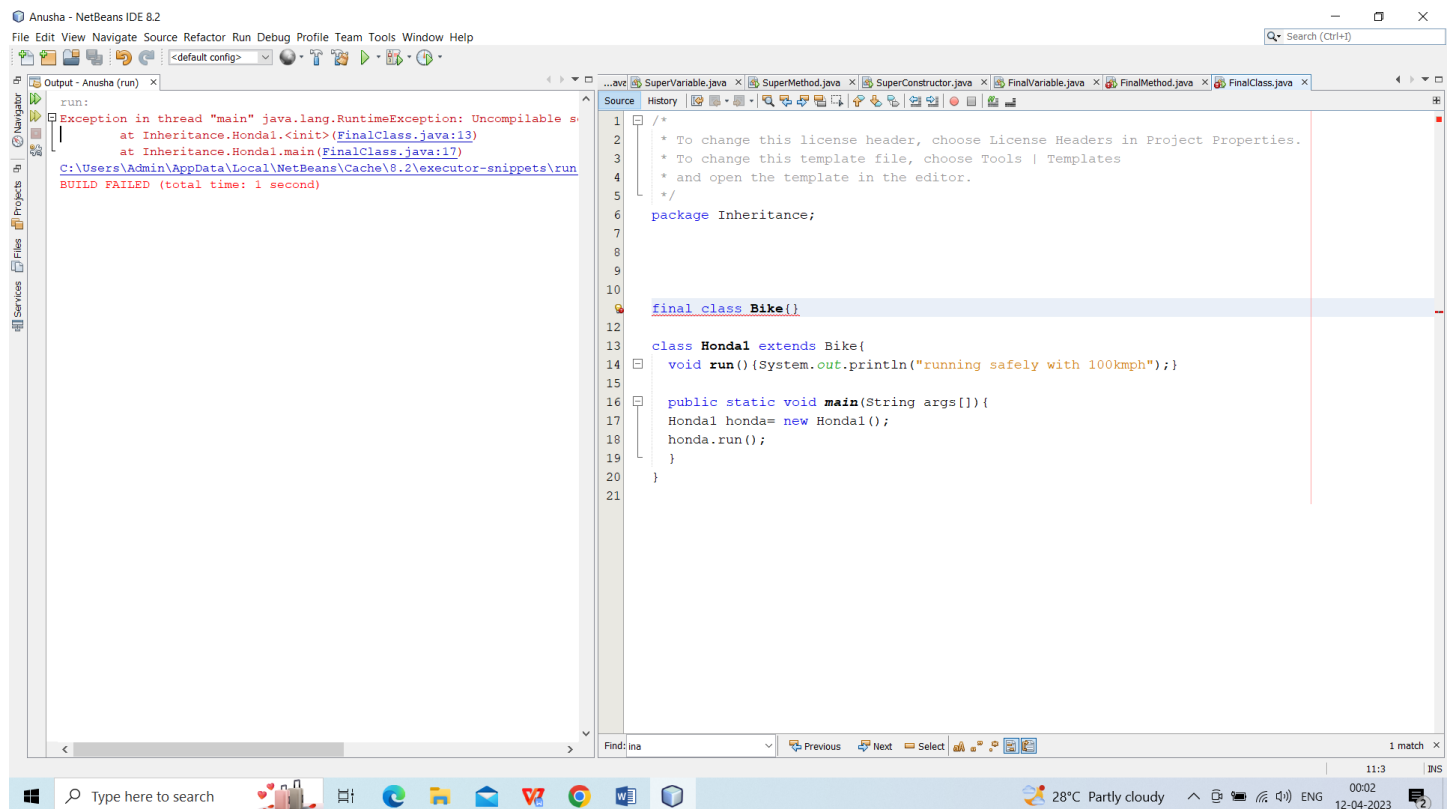 Anusha - NetBeans IDE 8.2
File Edit View Navigate Source Refactor Run Debug Profile Team Tools Window Help
Search (Ctrl+I)
<default config>
Output - Anusha (run)
run:
Exception in thread "main" java.lang.RuntimeException: Uncompilable s
at Inheritance.Honda1.<init>(FinalClass.java:13)
at Inheritance.Honda1.main(FinalClass.java:17)
C:\Users\Admin\AppData\Local\NetBeans\Cache\8.2\executor-snippets\run
BUILD FAILED (total time: 1 second)
Navigator
Projects
Files
Services
...ava SuperVariable.java SuperMethod.java SuperConstructor.java FinalVariable.java FinalMethod.java FinalClass.java
Source History
1 /*
2 * To change this license header, choose License Headers in Project Properties.
3 * To change this template file, choose Tools | Templates
4 * and open the template in the editor.
5 */
6 package Inheritance;
7
8
9
10
final class Bike{}
12
13 class Honda1 extends Bike{
14 void run(){System.out.println("running safely with 100kmph");}
15
16 public static void main(String args[]){
17 Honda1 honda= new Honda1();
18 honda.run();
19 }
20 }
21
Find: ina Previous Next Select 1 match
11:3 INS
Type here to search
28°C Partly cloudy ENG 00:02
12-04-2023 2